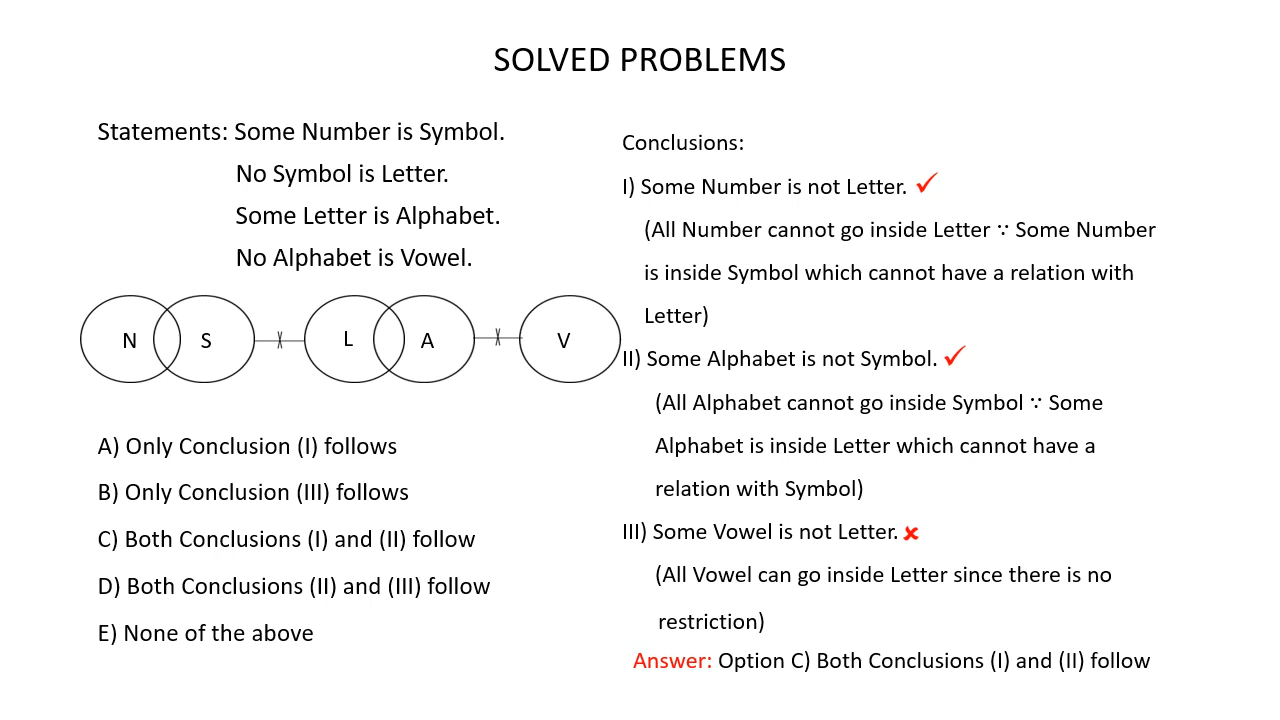 SOLVED PROBLEMS
Statements: Some Number is Symbol.
No Symbol is Letter.
Some Letter is Alphabet.
No Alphabet is Vowel.
N S L A V
A) Only Conclusion (I) follows
B) Only Conclusion (III) follows
C) Both Conclusions (I) and (II) follow
D) Both Conclusions (II) and (III) follow
E) None of the above
Conclusions:
I) Some Number is not Letter. ✓
(All Number cannot go inside Letter ∵ Some Number
is inside Symbol which cannot have a relation with
Letter)
II) Some Alphabet is not Symbol. ✓
(All Alphabet cannot go inside Symbol ∵ Some
Alphabet is inside Letter which cannot have a
relation with Symbol)
III) Some Vowel is not Letter. ✘
(All Vowel can go inside Letter since there is no
restriction)
Answer: Option C) Both Conclusions (I) and (II) follow